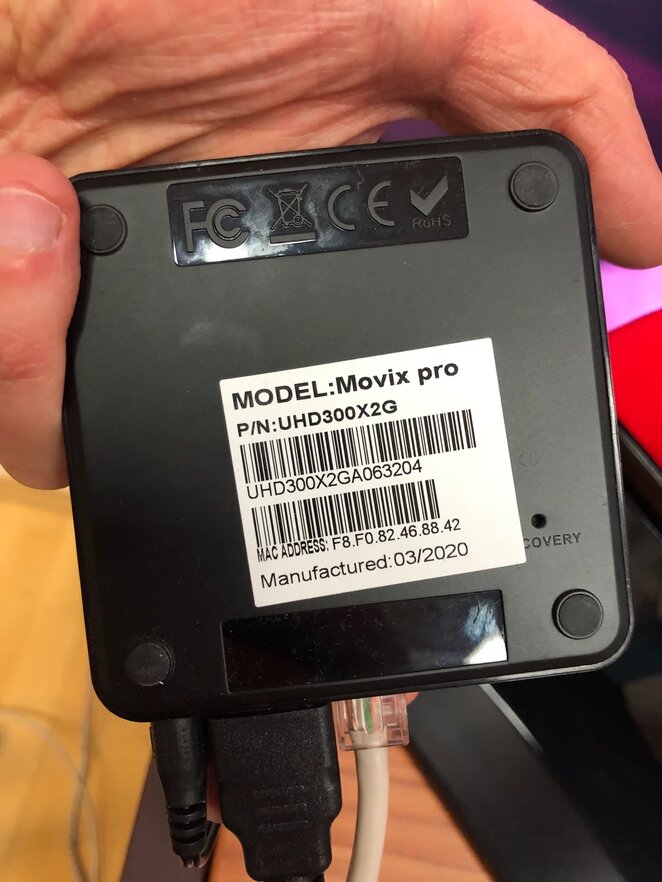 FC CE RoHS
MODEL:Movix pro
P/N:UHD300X2G
UHD300X2GA063204
MAC ADDRESS: F8.F0.82.46.88.42
COVERY
Manufactured:03/2020